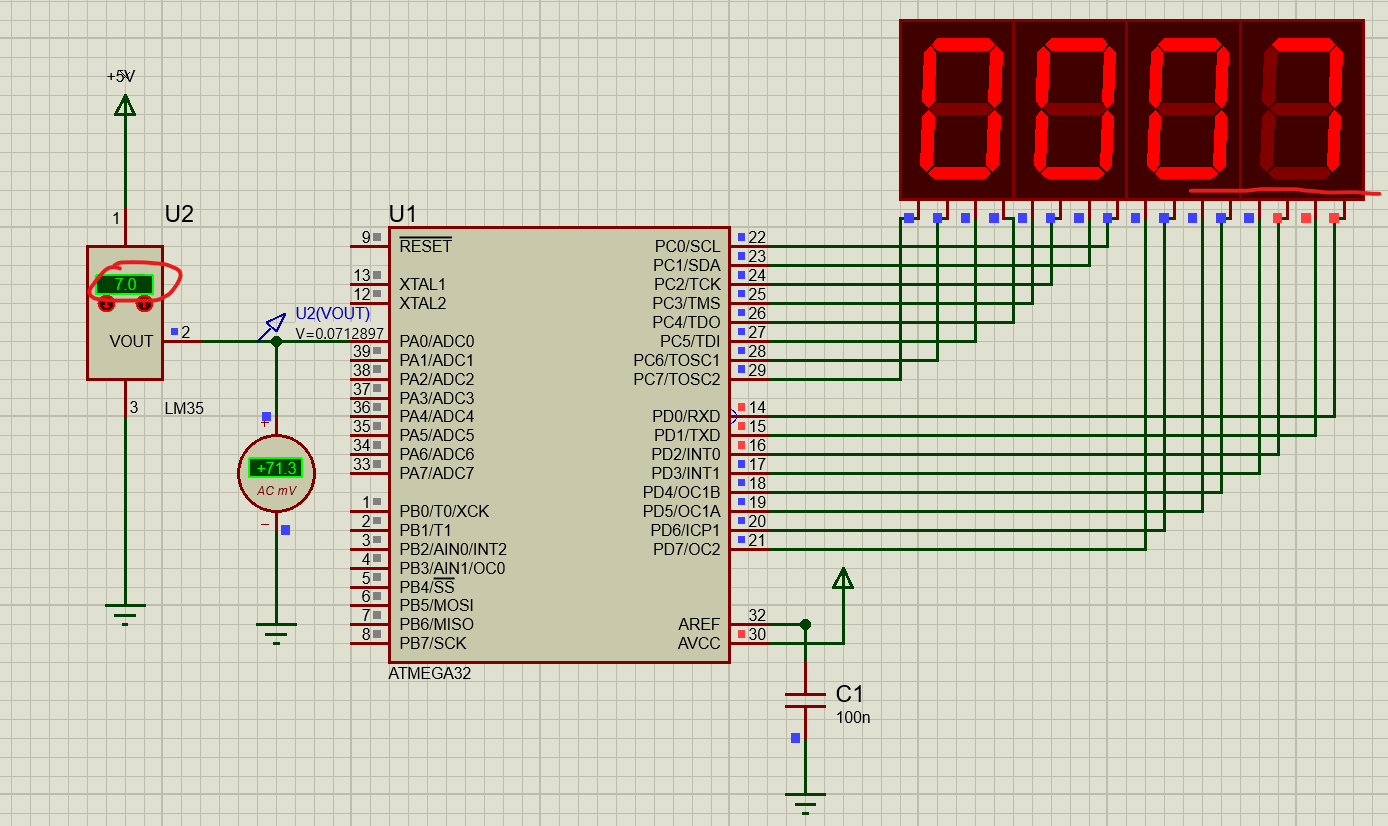 0007
+5V
1
U2
7.0
VOUT
2
3
LM35
U2(VOUT)
V=0.0712897
+
+71.3
AC mV
−
U1
9 RESET
13 XTAL1
12 XTAL2
PA0/ADC0
39 PA1/ADC1
38 PA2/ADC2
37 PA3/ADC3
36 PA4/ADC4
35 PA5/ADC5
34 PA6/ADC6
33 PA7/ADC7
1 PB0/T0/XCK
2 PB1/T1
3 PB2/AIN0/INT2
4 PB3/AIN1/OC0
5 PB4/SS
6 PB5/MOSI
7 PB6/MISO
8 PB7/SCK
PC0/SCL 22
PC1/SDA 23
PC2/TCK 24
PC3/TMS 25
PC4/TDO 26
PC5/TDI 27
PC6/TOSC1 28
PC7/TOSC2 29
PD0/RXD 14
PD1/TXD 15
PD2/INT0 16
PD3/INT1 17
PD4/OC1B 18
PD5/OC1A 19
PD6/ICP1 20
PD7/OC2 21
AREF 32
AVCC 30
ATMEGA32
C1
100n